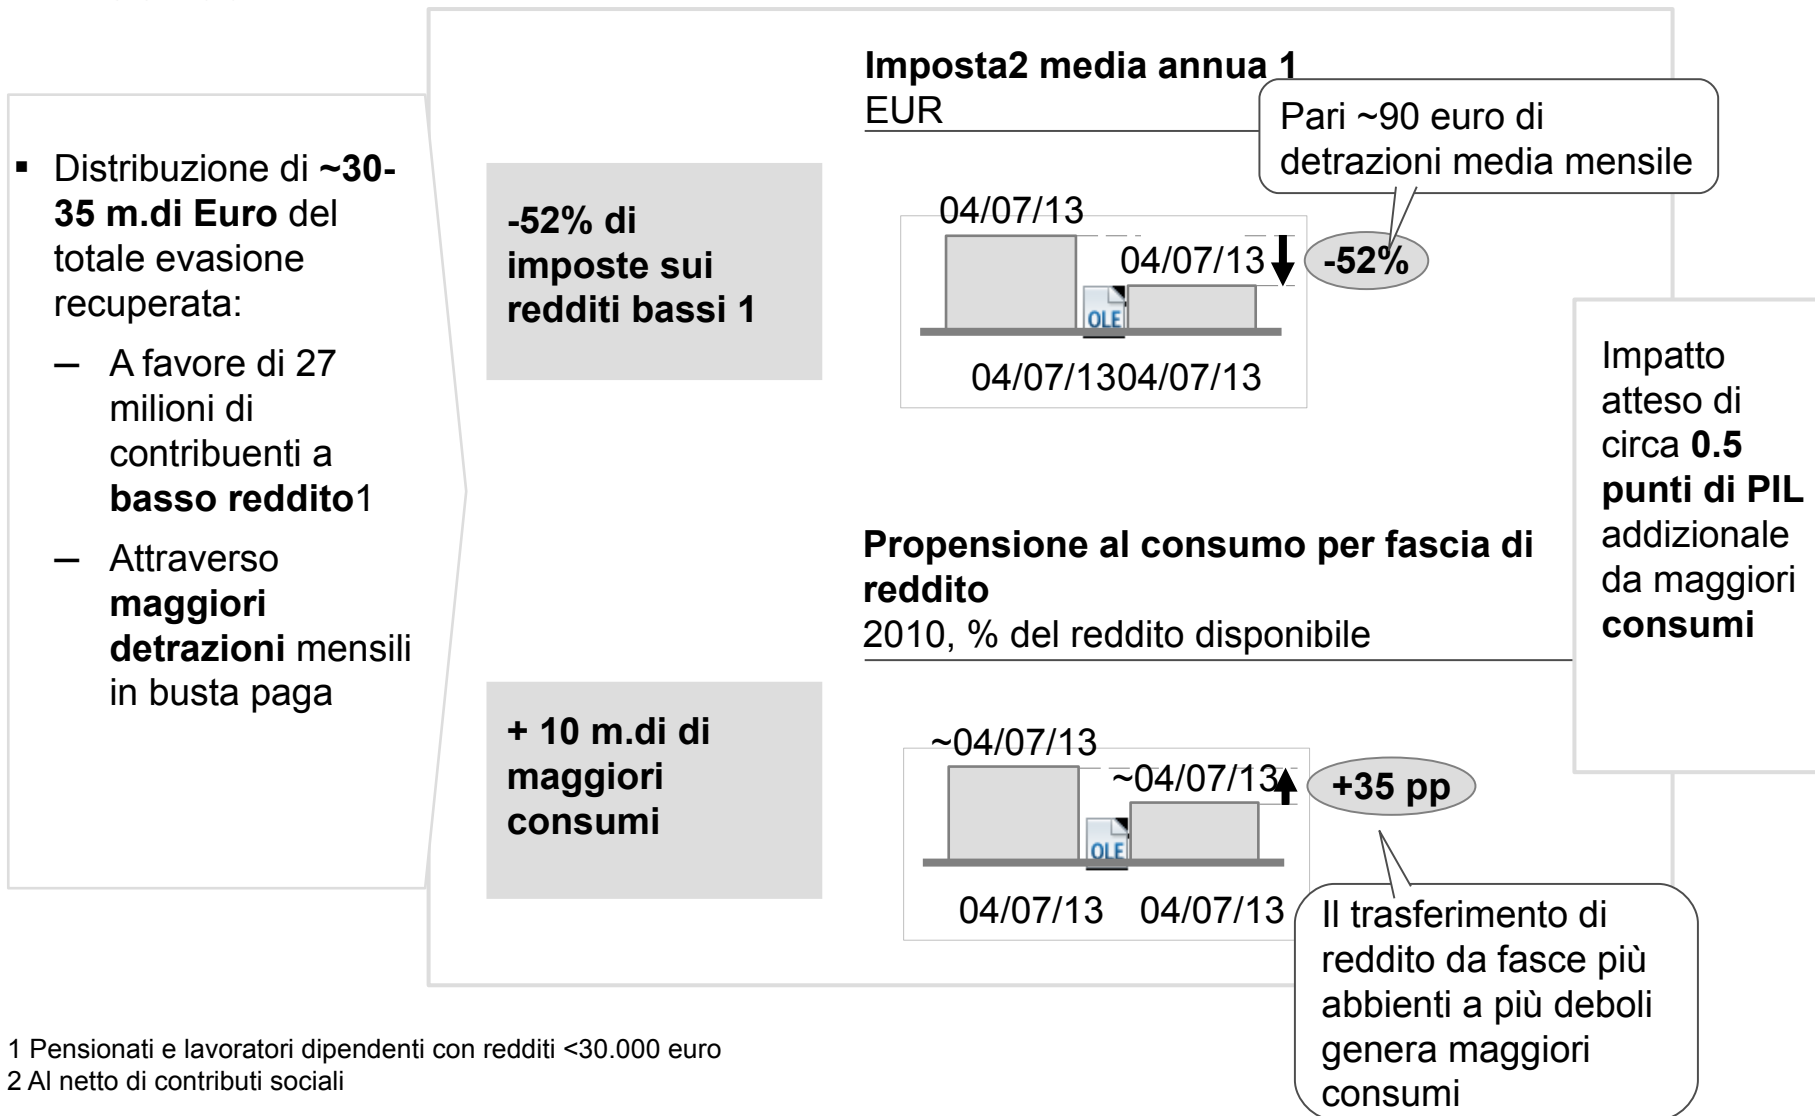 ▪ Distribuzione di ~30-
35 m.di Euro del
totale evasione
recuperata:
– A favore di 27
milioni di
contribuenti a
basso reddito1
– Attraverso
maggiori
detrazioni mensili
in busta paga
-52% di
imposte sui
redditi bassi 1
Imposta2 media annua 1
EUR
Pari ~90 euro di
detrazioni media mensile
04/07/13
04/07/13
-52%
OLE
04/07/1304/07/13
+ 10 m.di di
maggiori
consumi
Propensione al consumo per fascia di
reddito
2010, % del reddito disponibile
~04/07/13
~04/07/13
+35 pp
OLE
04/07/13 04/07/13
Il trasferimento di
reddito da fasce più
abbienti a più deboli
genera maggiori
consumi
Impatto
atteso di
circa 0.5
punti di PIL
addizionale
da maggiori
consumi
1 Pensionati e lavoratori dipendenti con redditi <30.000 euro
2 Al netto di contributi sociali